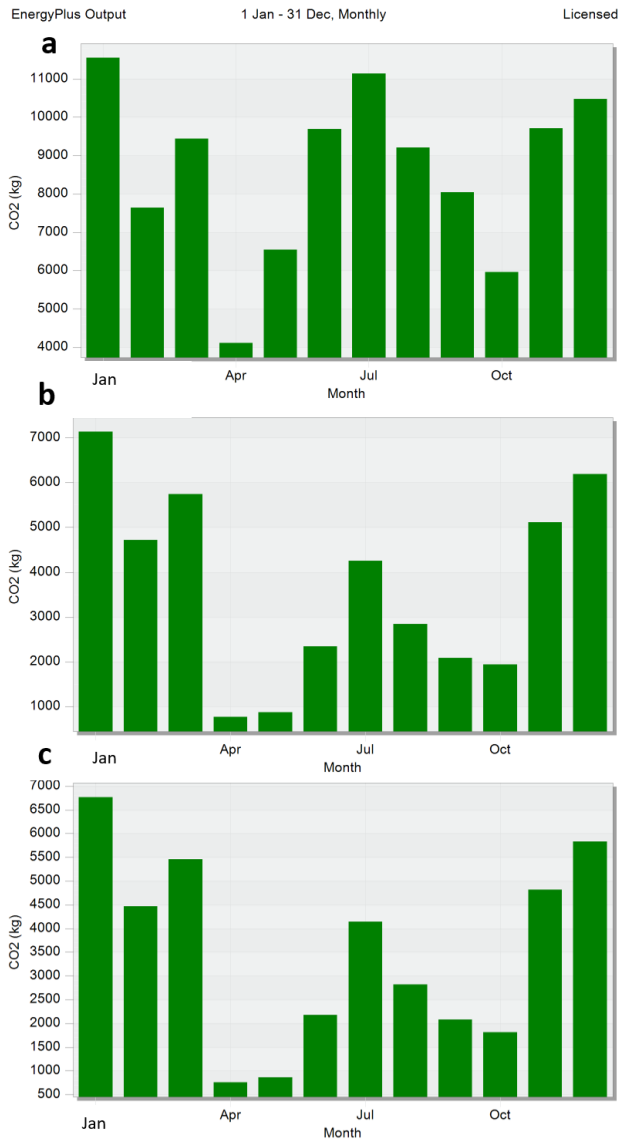 EnergyPlus Output 1 Jan - 31 Dec, Monthly Licensed
a
11000
10000
9000
8000
7000
6000
5000
4000
CO2 (kg)
Jan Apr Jul Oct
Month
b
7000
6000
5000
4000
3000
2000
1000
CO2 (kg)
Jan Apr Jul Oct
Month
c
7000
6500
6000
5500
5000
4500
4000
3500
3000
2500
2000
1500
1000
500
CO2 (kg)
Jan Apr Jul Oct
Month